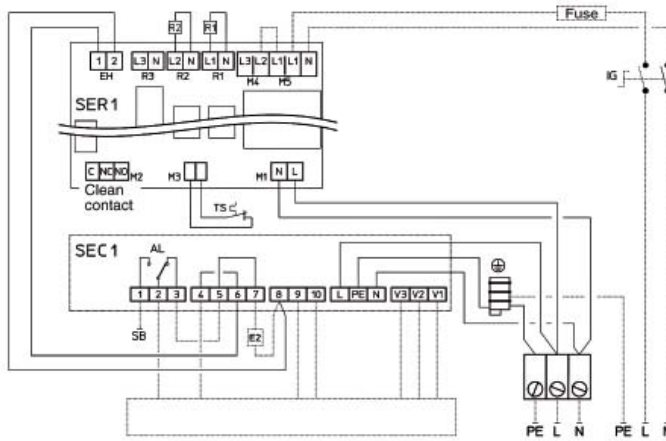 Fuse
R2 R1
1 2 L3 N L2 N L1 N L3 L2 L1 L1 N
EH R3 R2 R1 M4 M5
IG
SER1
C NC NO M2 M3 M1 N L
Clean
contact
TS
SEC1
AL
1 2 3 4 5 6 7 8 9 10 L PE N V3 V2 V1
SB
E2
PE L N PE L